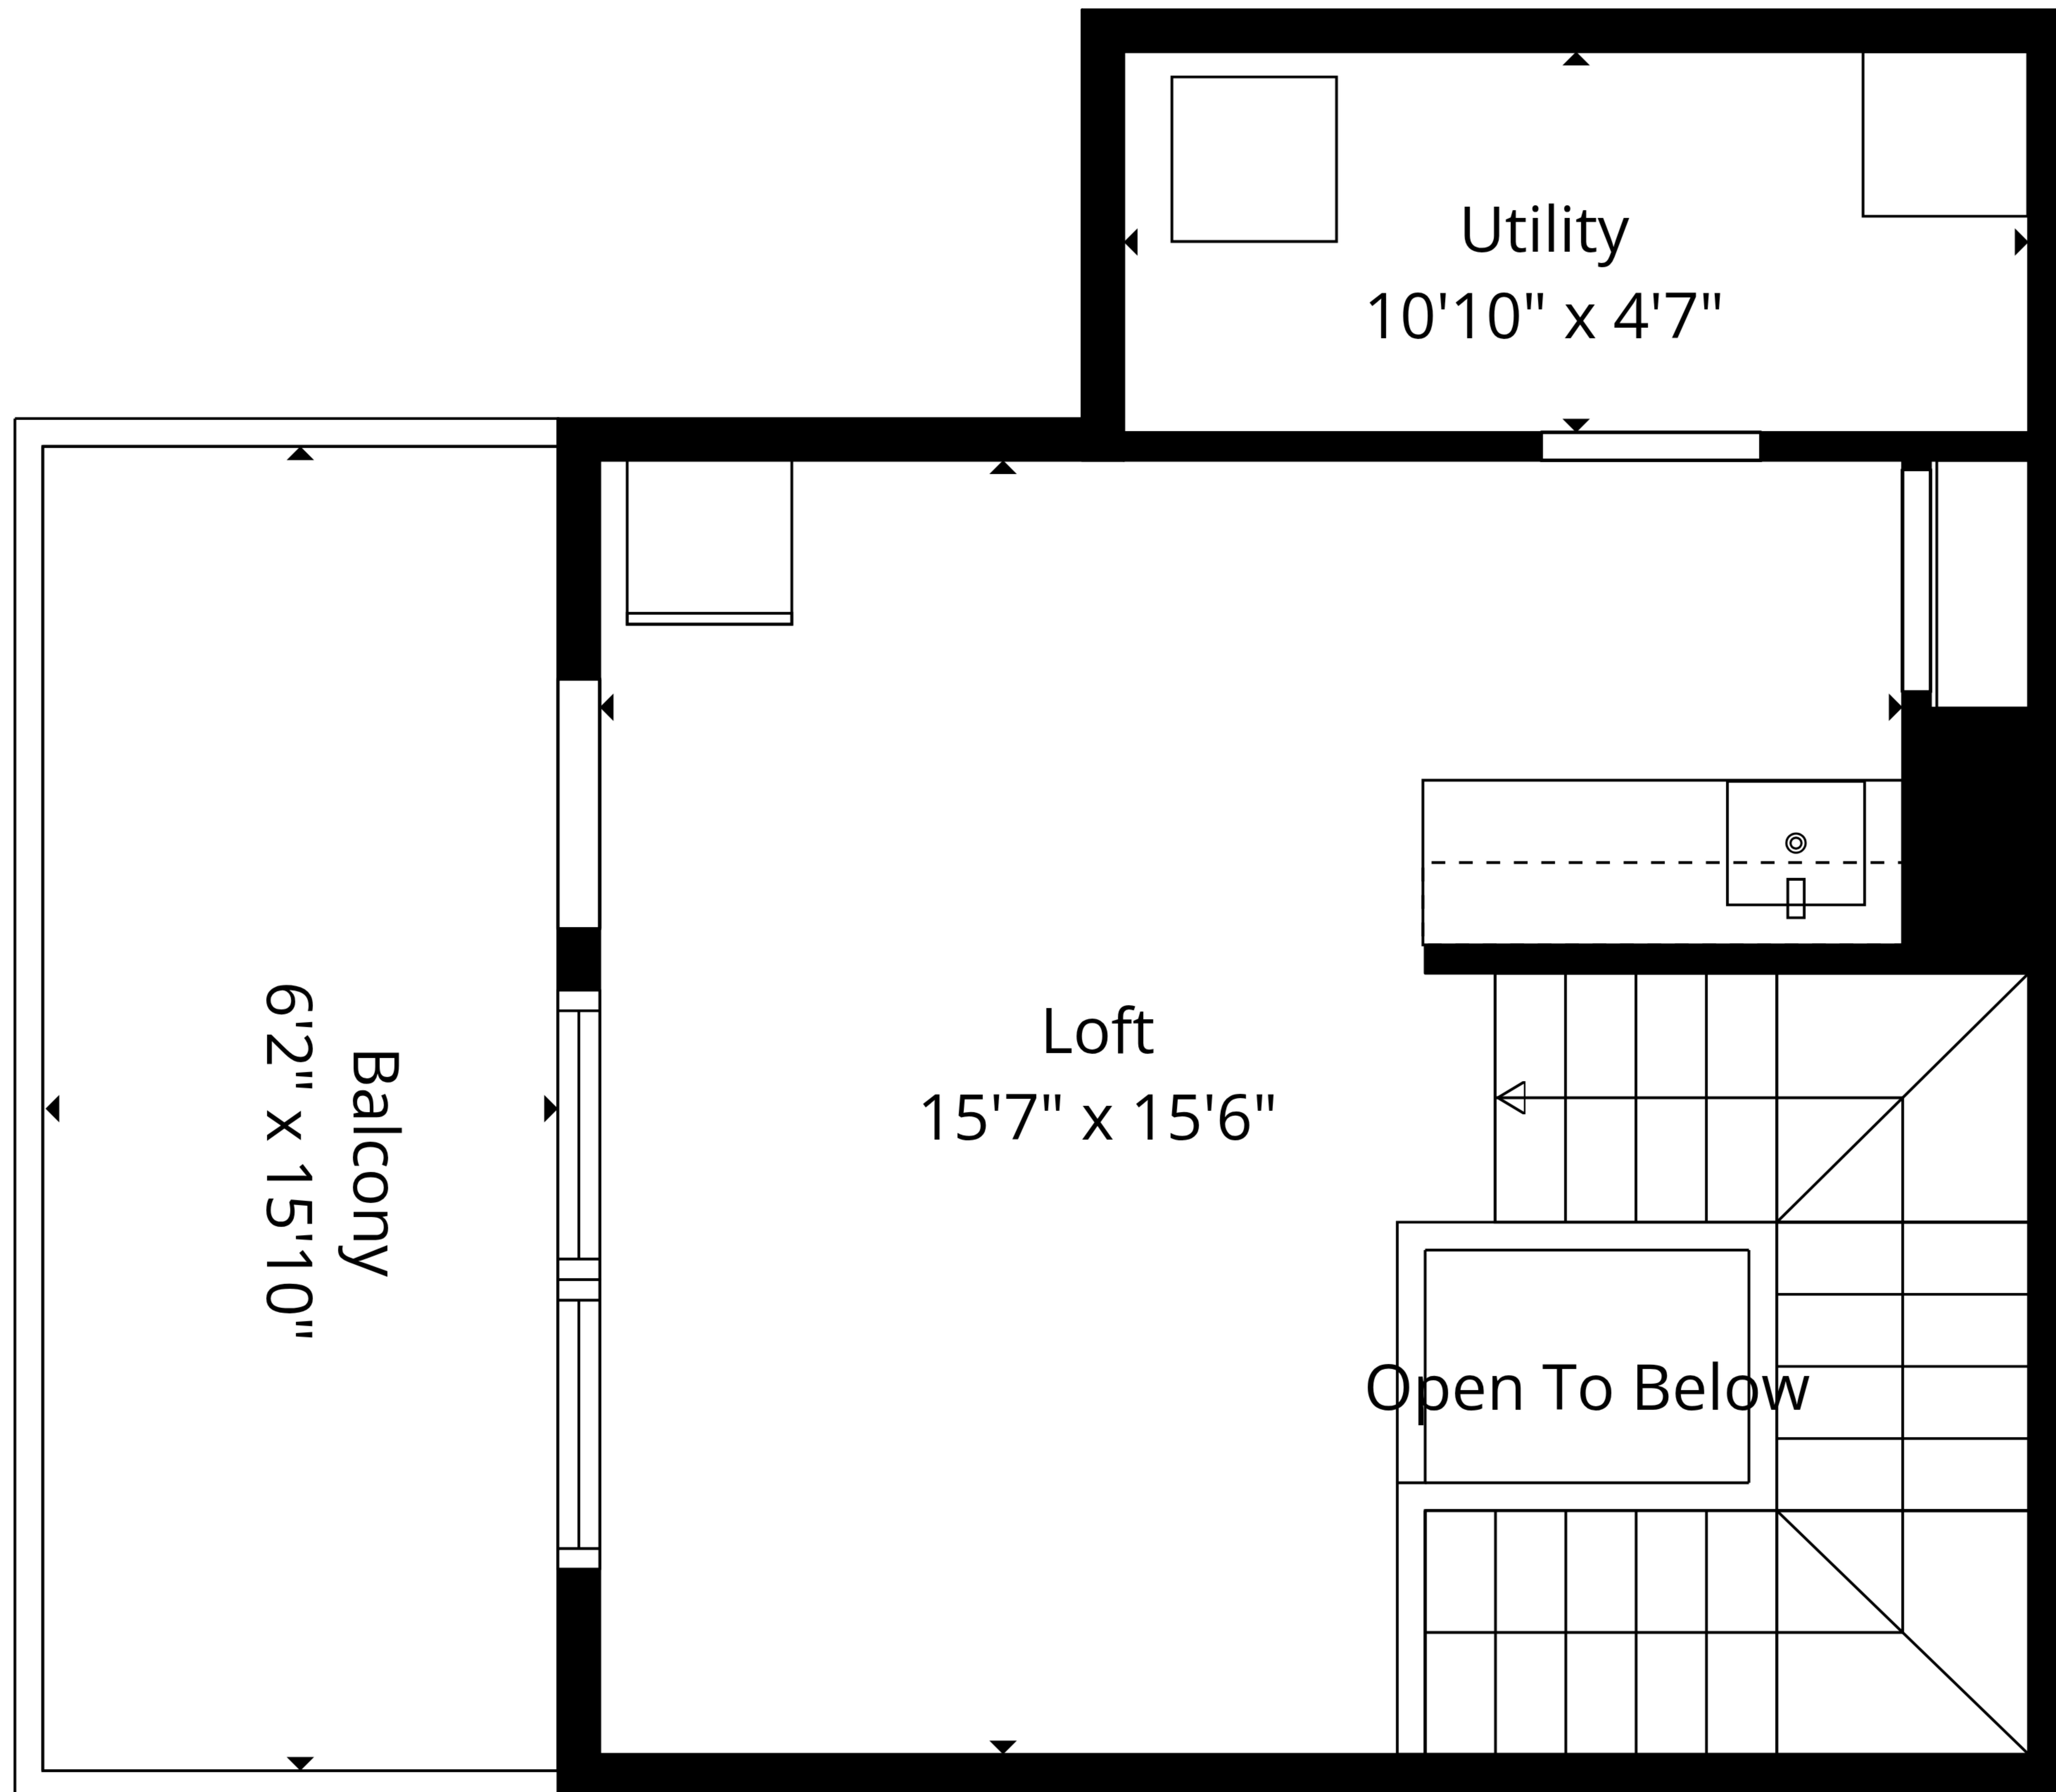 Utility
10'10" x 4'7"
Loft
15'7" x 15'6"
Balcony
6'2" x 15'10"
Open To Below